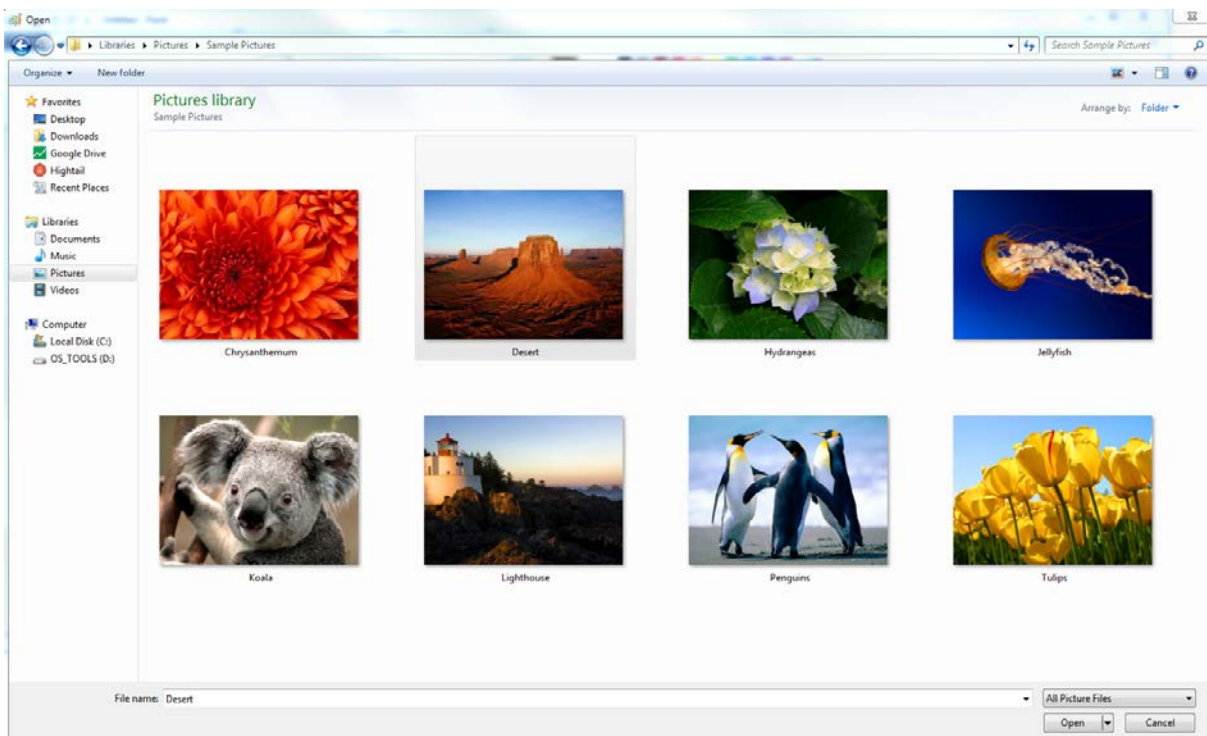 Open
Libraries ▸ Pictures ▸ Sample Pictures
Search Sample Pictures
Organize
New folder
Favorites
Desktop
Downloads
Google Drive
Hightail
Recent Places
Libraries
Documents
Music
Pictures
Videos
Computer
Local Disk (C:)
OS_TOOLS (D:)
Pictures library
Sample Pictures
Arrange by: Folder
Chrysanthemum
Desert
Hydrangeas
Jellyfish
Koala
Lighthouse
Penguins
Tulips
File name: Desert
All Picture Files
Open
Cancel